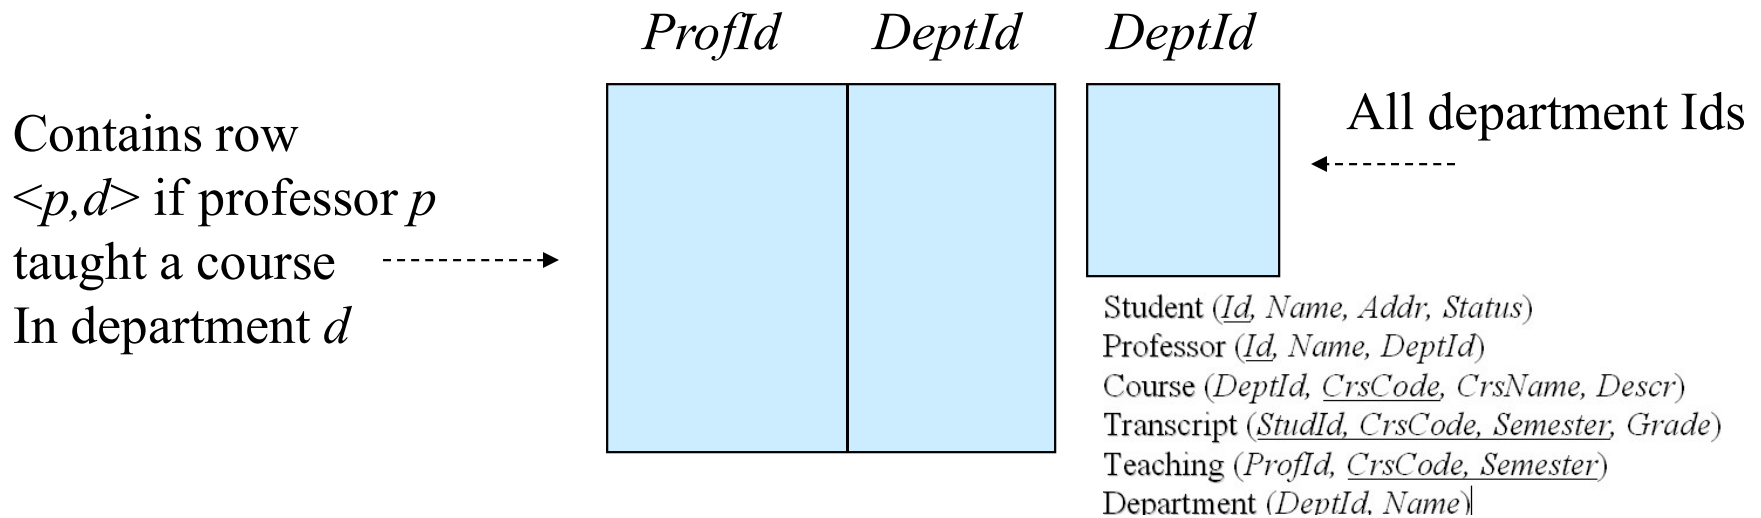 ProfId DeptId DeptId
Contains row
<p,d> if professor p
taught a course
In department d
All department Ids
Student (Id, Name, Addr, Status)
Professor (Id, Name, DeptId)
Course (DeptId, CrsCode, CrsName, Descr)
Transcript (StudId, CrsCode, Semester, Grade)
Teaching (ProfId, CrsCode, Semester)
Department (DeptId, Name)